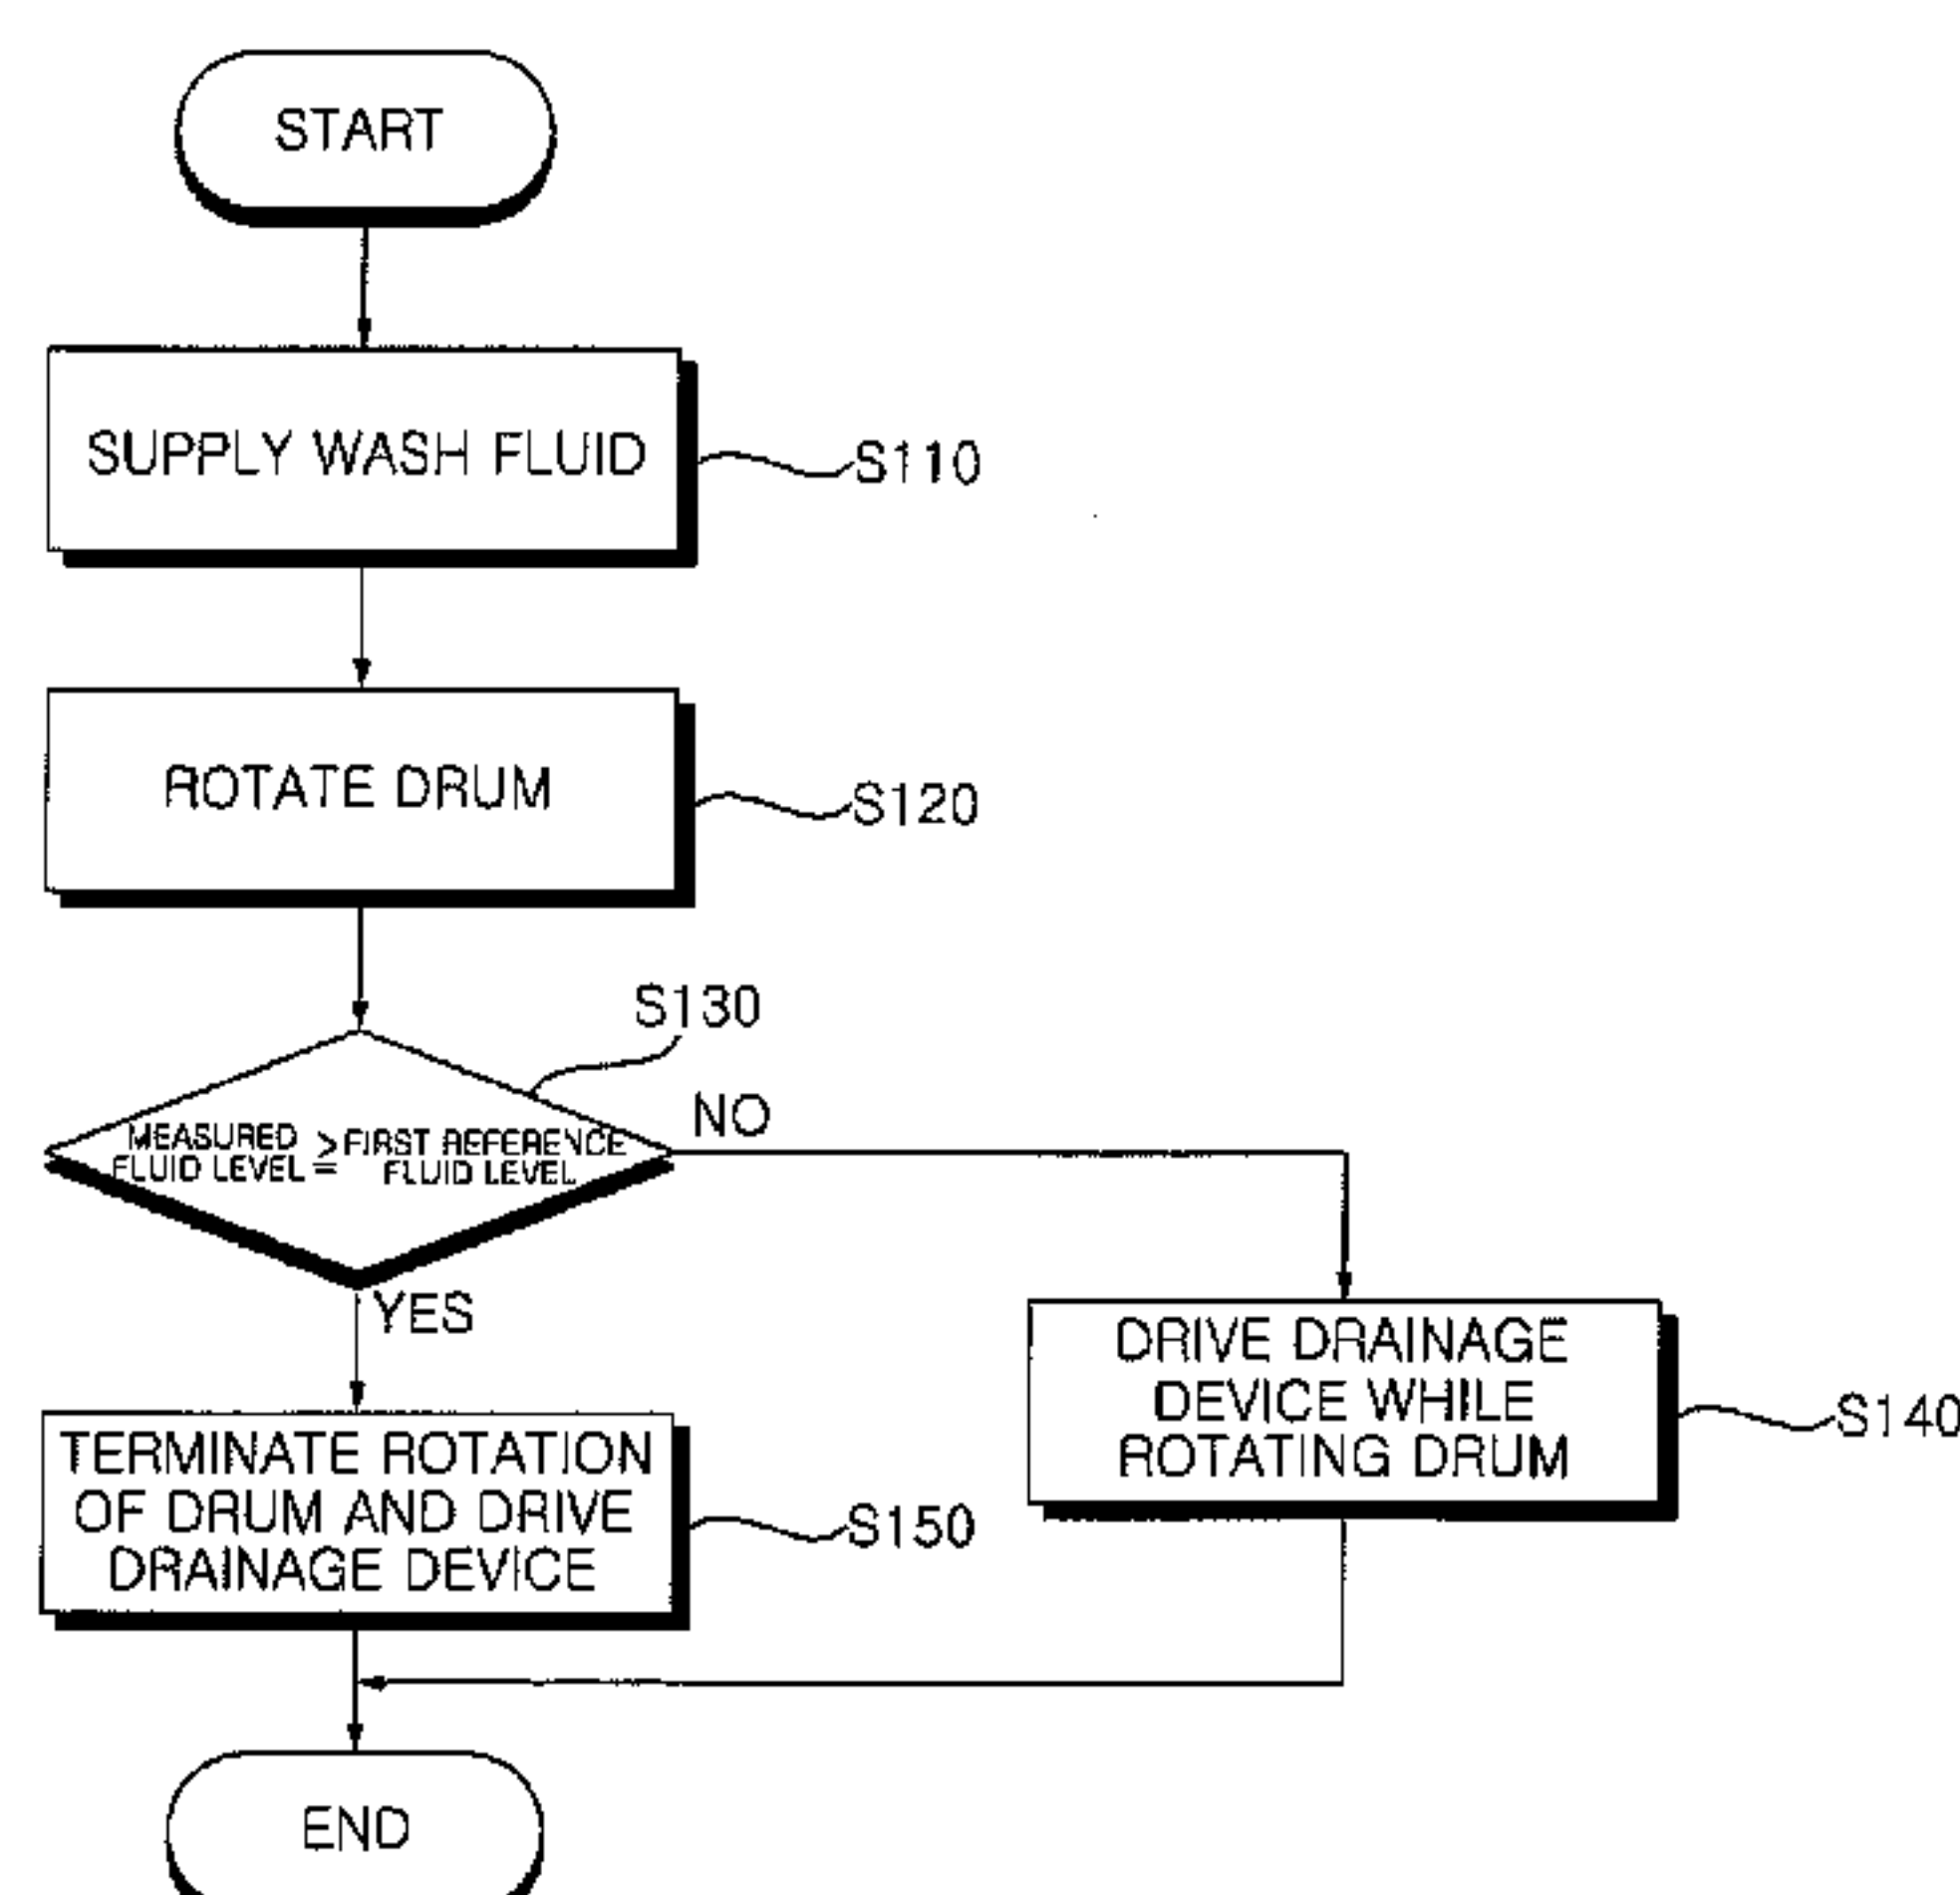 START
SUPPLY WASH FLUID
S110
ROTATE DRUM
S120
S130
MEASURED FLUID LEVEL ≥ FIRST REFERENCE FLUID LEVEL
NO
YES
DRIVE DRAINAGE
DEVICE WHILE
ROTATING DRUM
S140
TERMINATE ROTATION
OF DRUM AND DRIVE
DRAINAGE DEVICE
S150
END